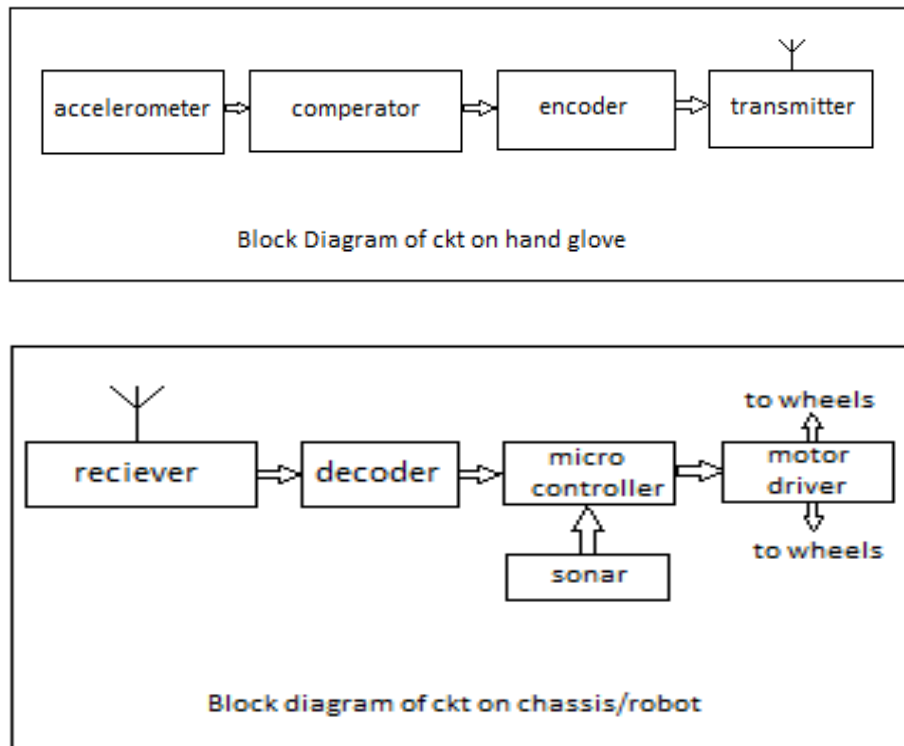 accelerometer
comperator
encoder
transmitter
Block Diagram of ckt on hand glove
reciever
decoder
micro
controller
sonar
to wheels
motor
driver
to wheels
Block diagram of ckt on chassis/robot